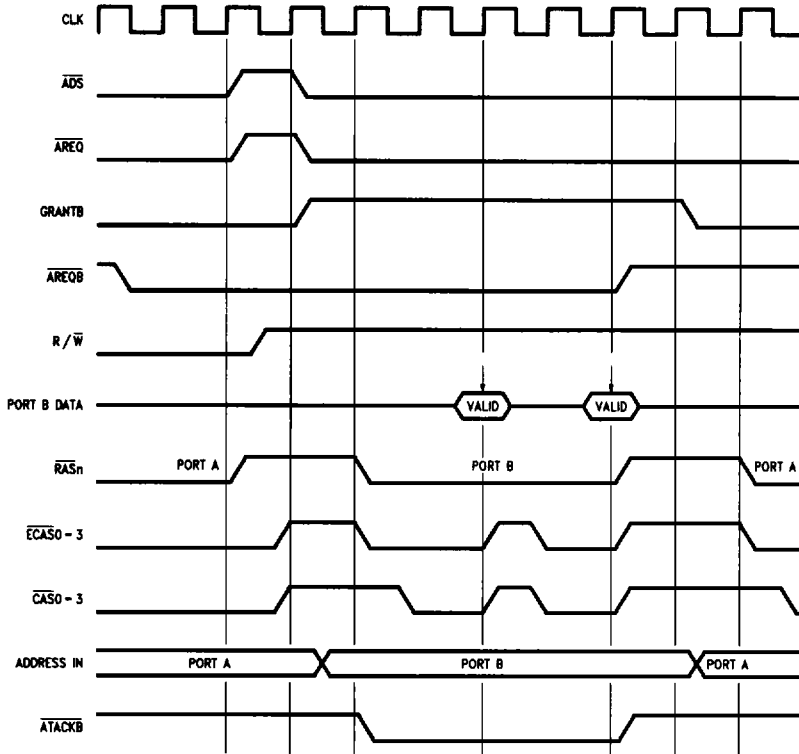 CLK
ADS
AREQ
GRANTB
AREQB
R/W
PORT B DATA
VALID
VALID
RASn
PORT A
PORT B
PORT A
ECAS0-3
CAS0-3
ADDRESS IN
PORT A
PORT B
PORT A
ATACKB